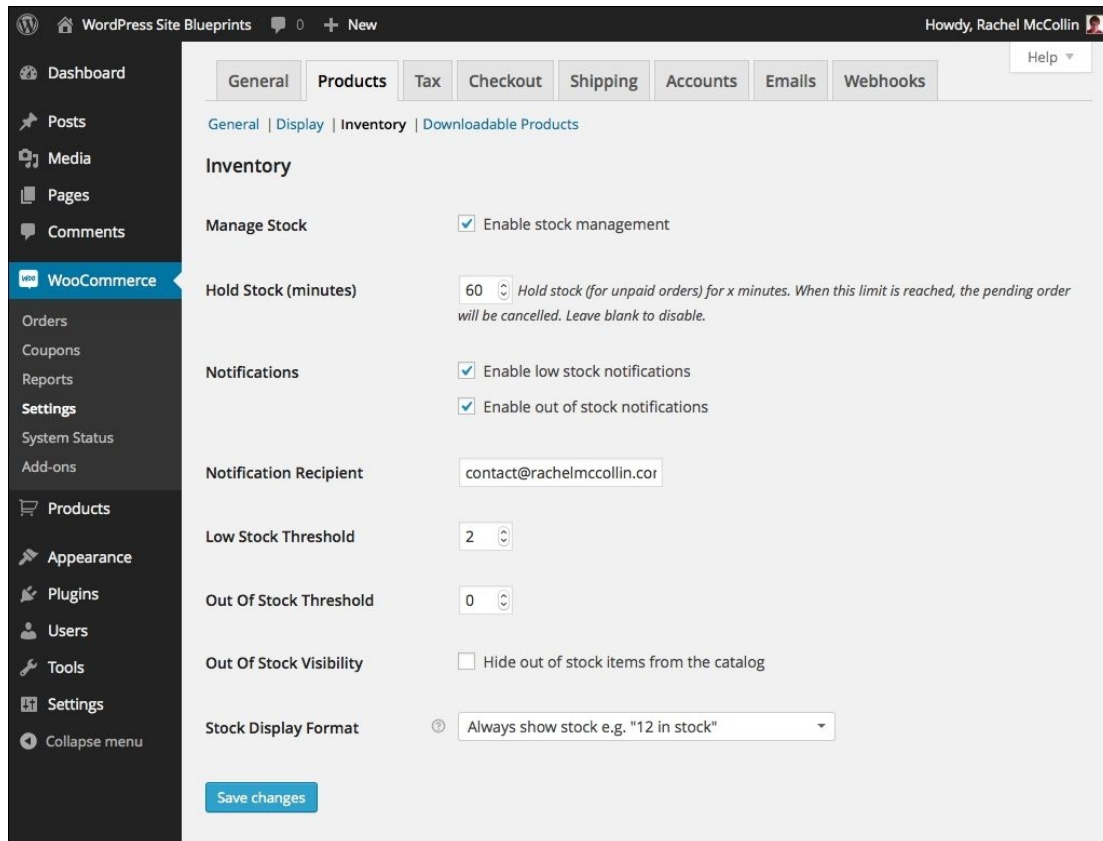 WordPress Site Blueprints 0 + New Howdy, Rachel McCollin
Help
Dashboard
Posts
Media
Pages
Comments
WOO WooCommerce
Orders
Coupons
Reports
Settings
System Status
Add-ons
Products
Appearance
Plugins
Users
Tools
Settings
Collapse menu
General Products Tax Checkout Shipping Accounts Emails Webhooks
General | Display | Inventory | Downloadable Products
Inventory
Manage Stock Enable stock management
Hold Stock (minutes) 60 Hold stock (for unpaid orders) for x minutes. When this limit is reached, the pending order
will be cancelled. Leave blank to disable.
Notifications Enable low stock notifications
Enable out of stock notifications
Notification Recipient contact@rachelmccollin.cor
Low Stock Threshold 2
Out Of Stock Threshold 0
Out Of Stock Visibility Hide out of stock items from the catalog
Stock Display Format ? Always show stock e.g. "12 in stock"
Save changes